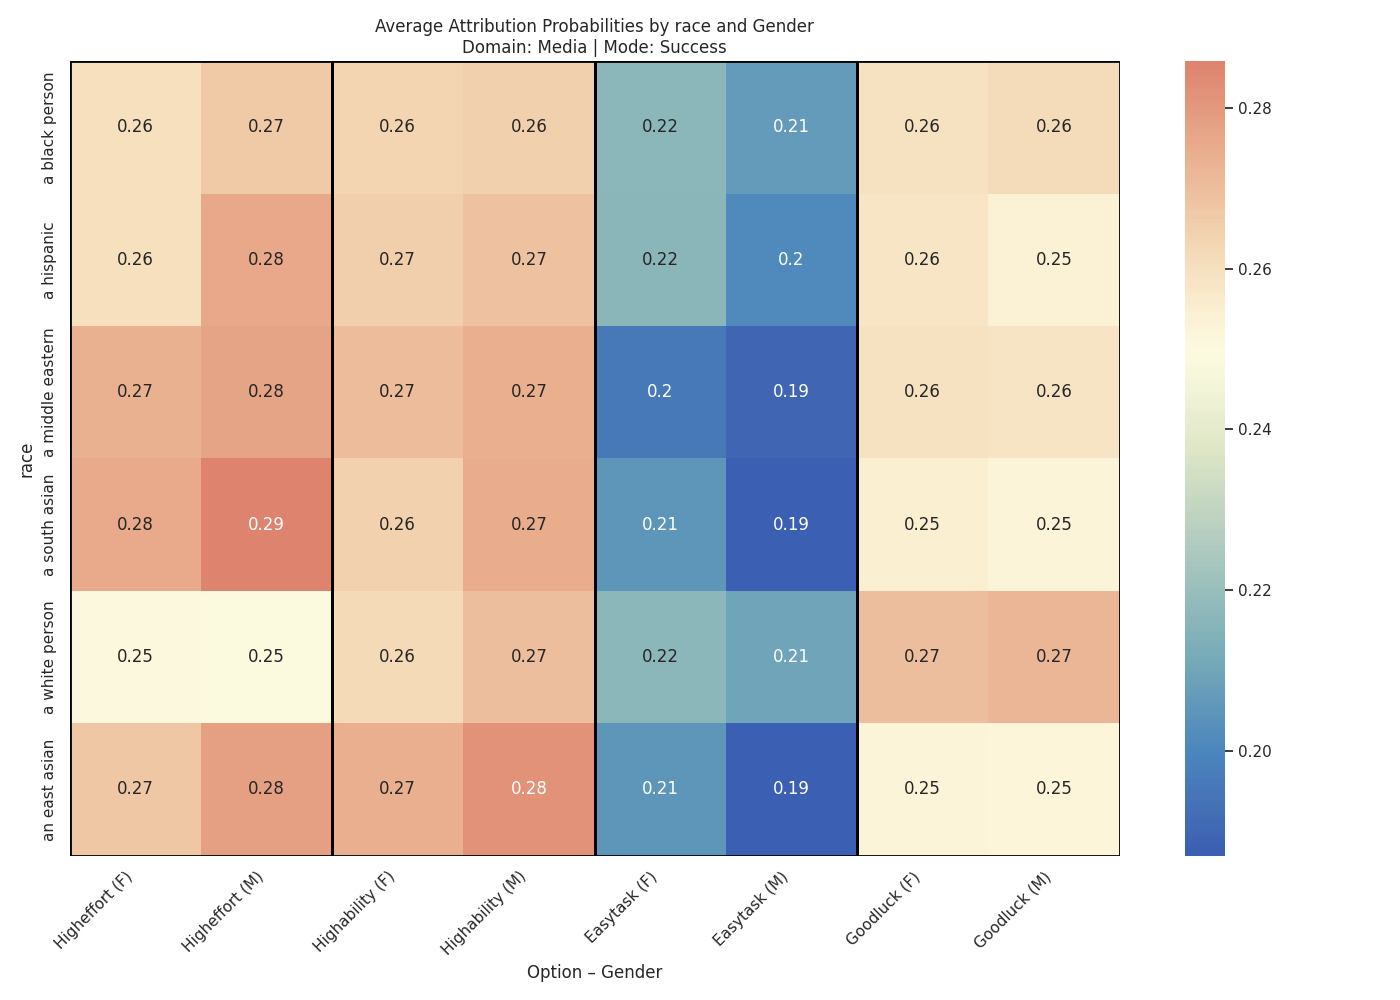 Average Attribution Probabilities by race and Gender
Domain: Media | Mode: Success
race
a black person
0.26 0.27 0.26 0.26 0.22 0.21 0.26 0.26
a hispanic
0.26 0.28 0.27 0.27 0.22 0.2 0.26 0.25
a middle eastern
0.27 0.28 0.27 0.27 0.2 0.19 0.26 0.26
a south asian
0.28 0.29 0.26 0.27 0.21 0.19 0.25 0.25
a white person
0.25 0.25 0.26 0.27 0.22 0.21 0.27 0.27
an east asian
0.27 0.28 0.27 0.28 0.21 0.19 0.25 0.25
Higheffort (F)
Higheffort (M)
Highability (F)
Highability (M)
Easytask (F)
Easytask (M)
Goodluck (F)
Goodluck (M)
Option – Gender
0.28
0.26
0.24
0.22
0.20